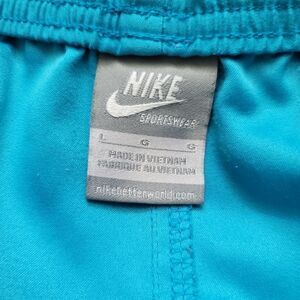 NIKE
SPORTSWEAR
L G G
MADE IN VIETNAM
FABRIQUÉ AU VIETNAM
nikebetterworld.com